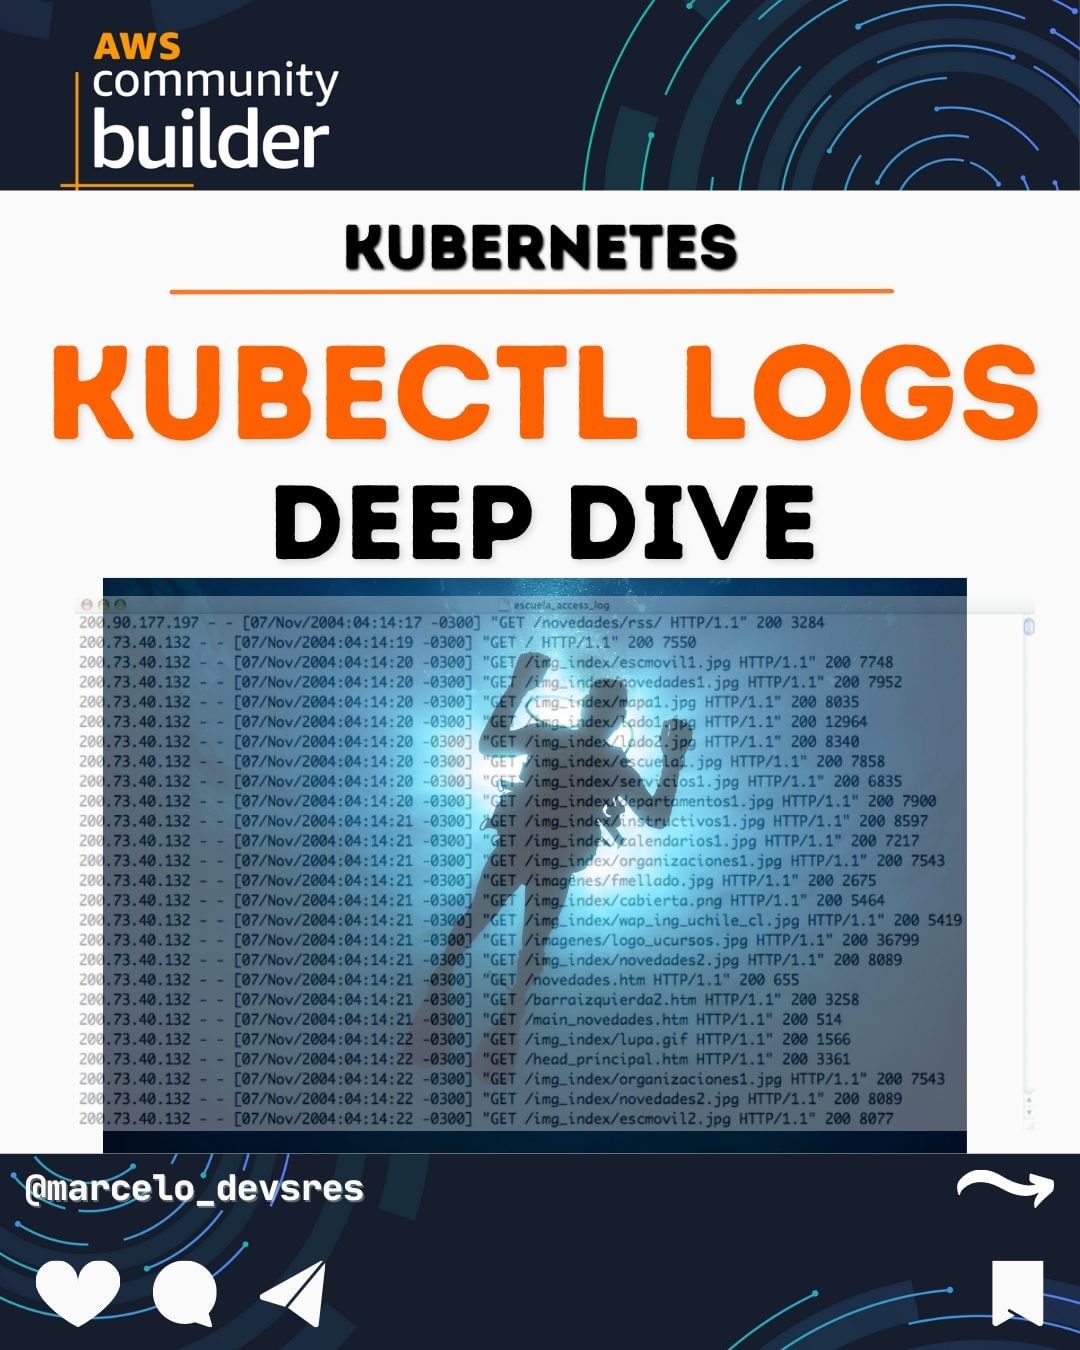 AWS
community
builder
KUBERNETES
KUBECTL LOGS
DEEP DIVE
escuela_access_log
200.90.177.197 - - [07/Nov/2004:04:14:17 -0300] "GET /novedades/rss/ HTTP/1.1" 200 3284
200.73.40.132 - - [07/Nov/2004:04:14:19 -0300] "GET / HTTP/1.1" 200 7550
200.73.40.132 - - [07/Nov/2004:04:14:20 -0300] "GET /img_index/escmovil1.jpg HTTP/1.1" 200 7748
200.73.40.132 - - [07/Nov/2004:04:14:20 -0300] "GET /img_index/novedades1.jpg HTTP/1.1" 200 7952
200.73.40.132 - - [07/Nov/2004:04:14:20 -0300] "GET /img_index/mapa1.jpg HTTP/1.1" 200 8035
200.73.40.132 - - [07/Nov/2004:04:14:20 -0300] "GET /img_index/lado1.jpg HTTP/1.1" 200 12964
200.73.40.132 - - [07/Nov/2004:04:14:20 -0300] "GET /img_index/lado2.jpg HTTP/1.1" 200 8340
200.73.40.132 - - [07/Nov/2004:04:14:20 -0300] "GET /img_index/escuela1.jpg HTTP/1.1" 200 7858
200.73.40.132 - - [07/Nov/2004:04:14:20 -0300] "GET /img_index/servicios1.jpg HTTP/1.1" 200 6835
200.73.40.132 - - [07/Nov/2004:04:14:20 -0300] "GET /img_index/departamentos1.jpg HTTP/1.1" 200 7900
200.73.40.132 - - [07/Nov/2004:04:14:21 -0300] "GET /img_index/instructivos1.jpg HTTP/1.1" 200 8597
200.73.40.132 - - [07/Nov/2004:04:14:21 -0300] "GET /img_index/calendarios1.jpg HTTP/1.1" 200 7217
200.73.40.132 - - [07/Nov/2004:04:14:21 -0300] "GET /img_index/organizaciones1.jpg HTTP/1.1" 200 7543
200.73.40.132 - - [07/Nov/2004:04:14:21 -0300] "GET /imagenes/fmellado.jpg HTTP/1.1" 200 2675
200.73.40.132 - - [07/Nov/2004:04:14:21 -0300] "GET /img_index/cabierta.png HTTP/1.1" 200 5464
200.73.40.132 - - [07/Nov/2004:04:14:21 -0300] "GET /img_index/wap_ing_uchile_cl.jpg HTTP/1.1" 200 5419
200.73.40.132 - - [07/Nov/2004:04:14:21 -0300] "GET /imagenes/logo_ucursos.jpg HTTP/1.1" 200 36799
200.73.40.132 - - [07/Nov/2004:04:14:21 -0300] "GET /img_index/novedades2.jpg HTTP/1.1" 200 8089
200.73.40.132 - - [07/Nov/2004:04:14:21 -0300] "GET /novedades.htm HTTP/1.1" 200 655
200.73.40.132 - - [07/Nov/2004:04:14:21 -0300] "GET /barraizquierda2.htm HTTP/1.1" 200 3258
200.73.40.132 - - [07/Nov/2004:04:14:21 -0300] "GET /main_novedades.htm HTTP/1.1" 200 514
200.73.40.132 - - [07/Nov/2004:04:14:22 -0300] "GET /img_index/lupa.gif HTTP/1.1" 200 1566
200.73.40.132 - - [07/Nov/2004:04:14:22 -0300] "GET /head_principal.htm HTTP/1.1" 200 3361
200.73.40.132 - - [07/Nov/2004:04:14:22 -0300] "GET /img_index/organizaciones1.jpg HTTP/1.1" 200 7543
200.73.40.132 - - [07/Nov/2004:04:14:22 -0300] "GET /img_index/novedades2.jpg HTTP/1.1" 200 8089
200.73.40.132 - - [07/Nov/2004:04:14:22 -0300] "GET /img_index/escmovil2.jpg HTTP/1.1" 200 8077
@marcelo_devsres